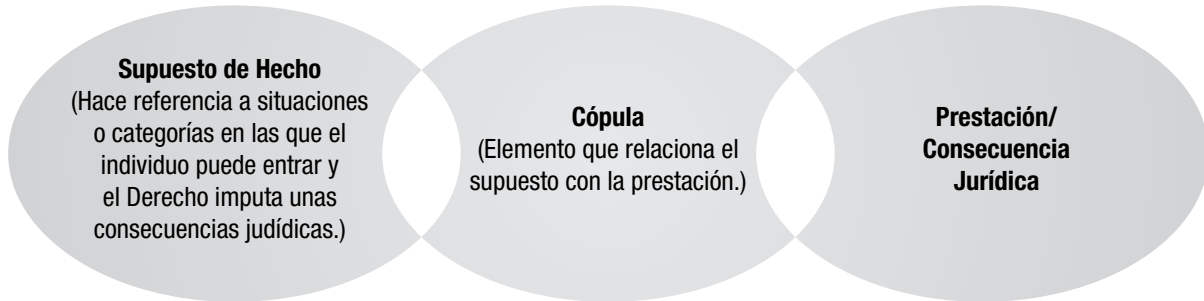 Supuesto de Hecho
(Hace referencia a situaciones
o categorías en las que el
individuo puede entrar y
el Derecho imputa unas
consecuencias judídicas.)
Cópula
(Elemento que relaciona el
supuesto con la prestación.)
Prestación/
Consecuencia
Jurídica